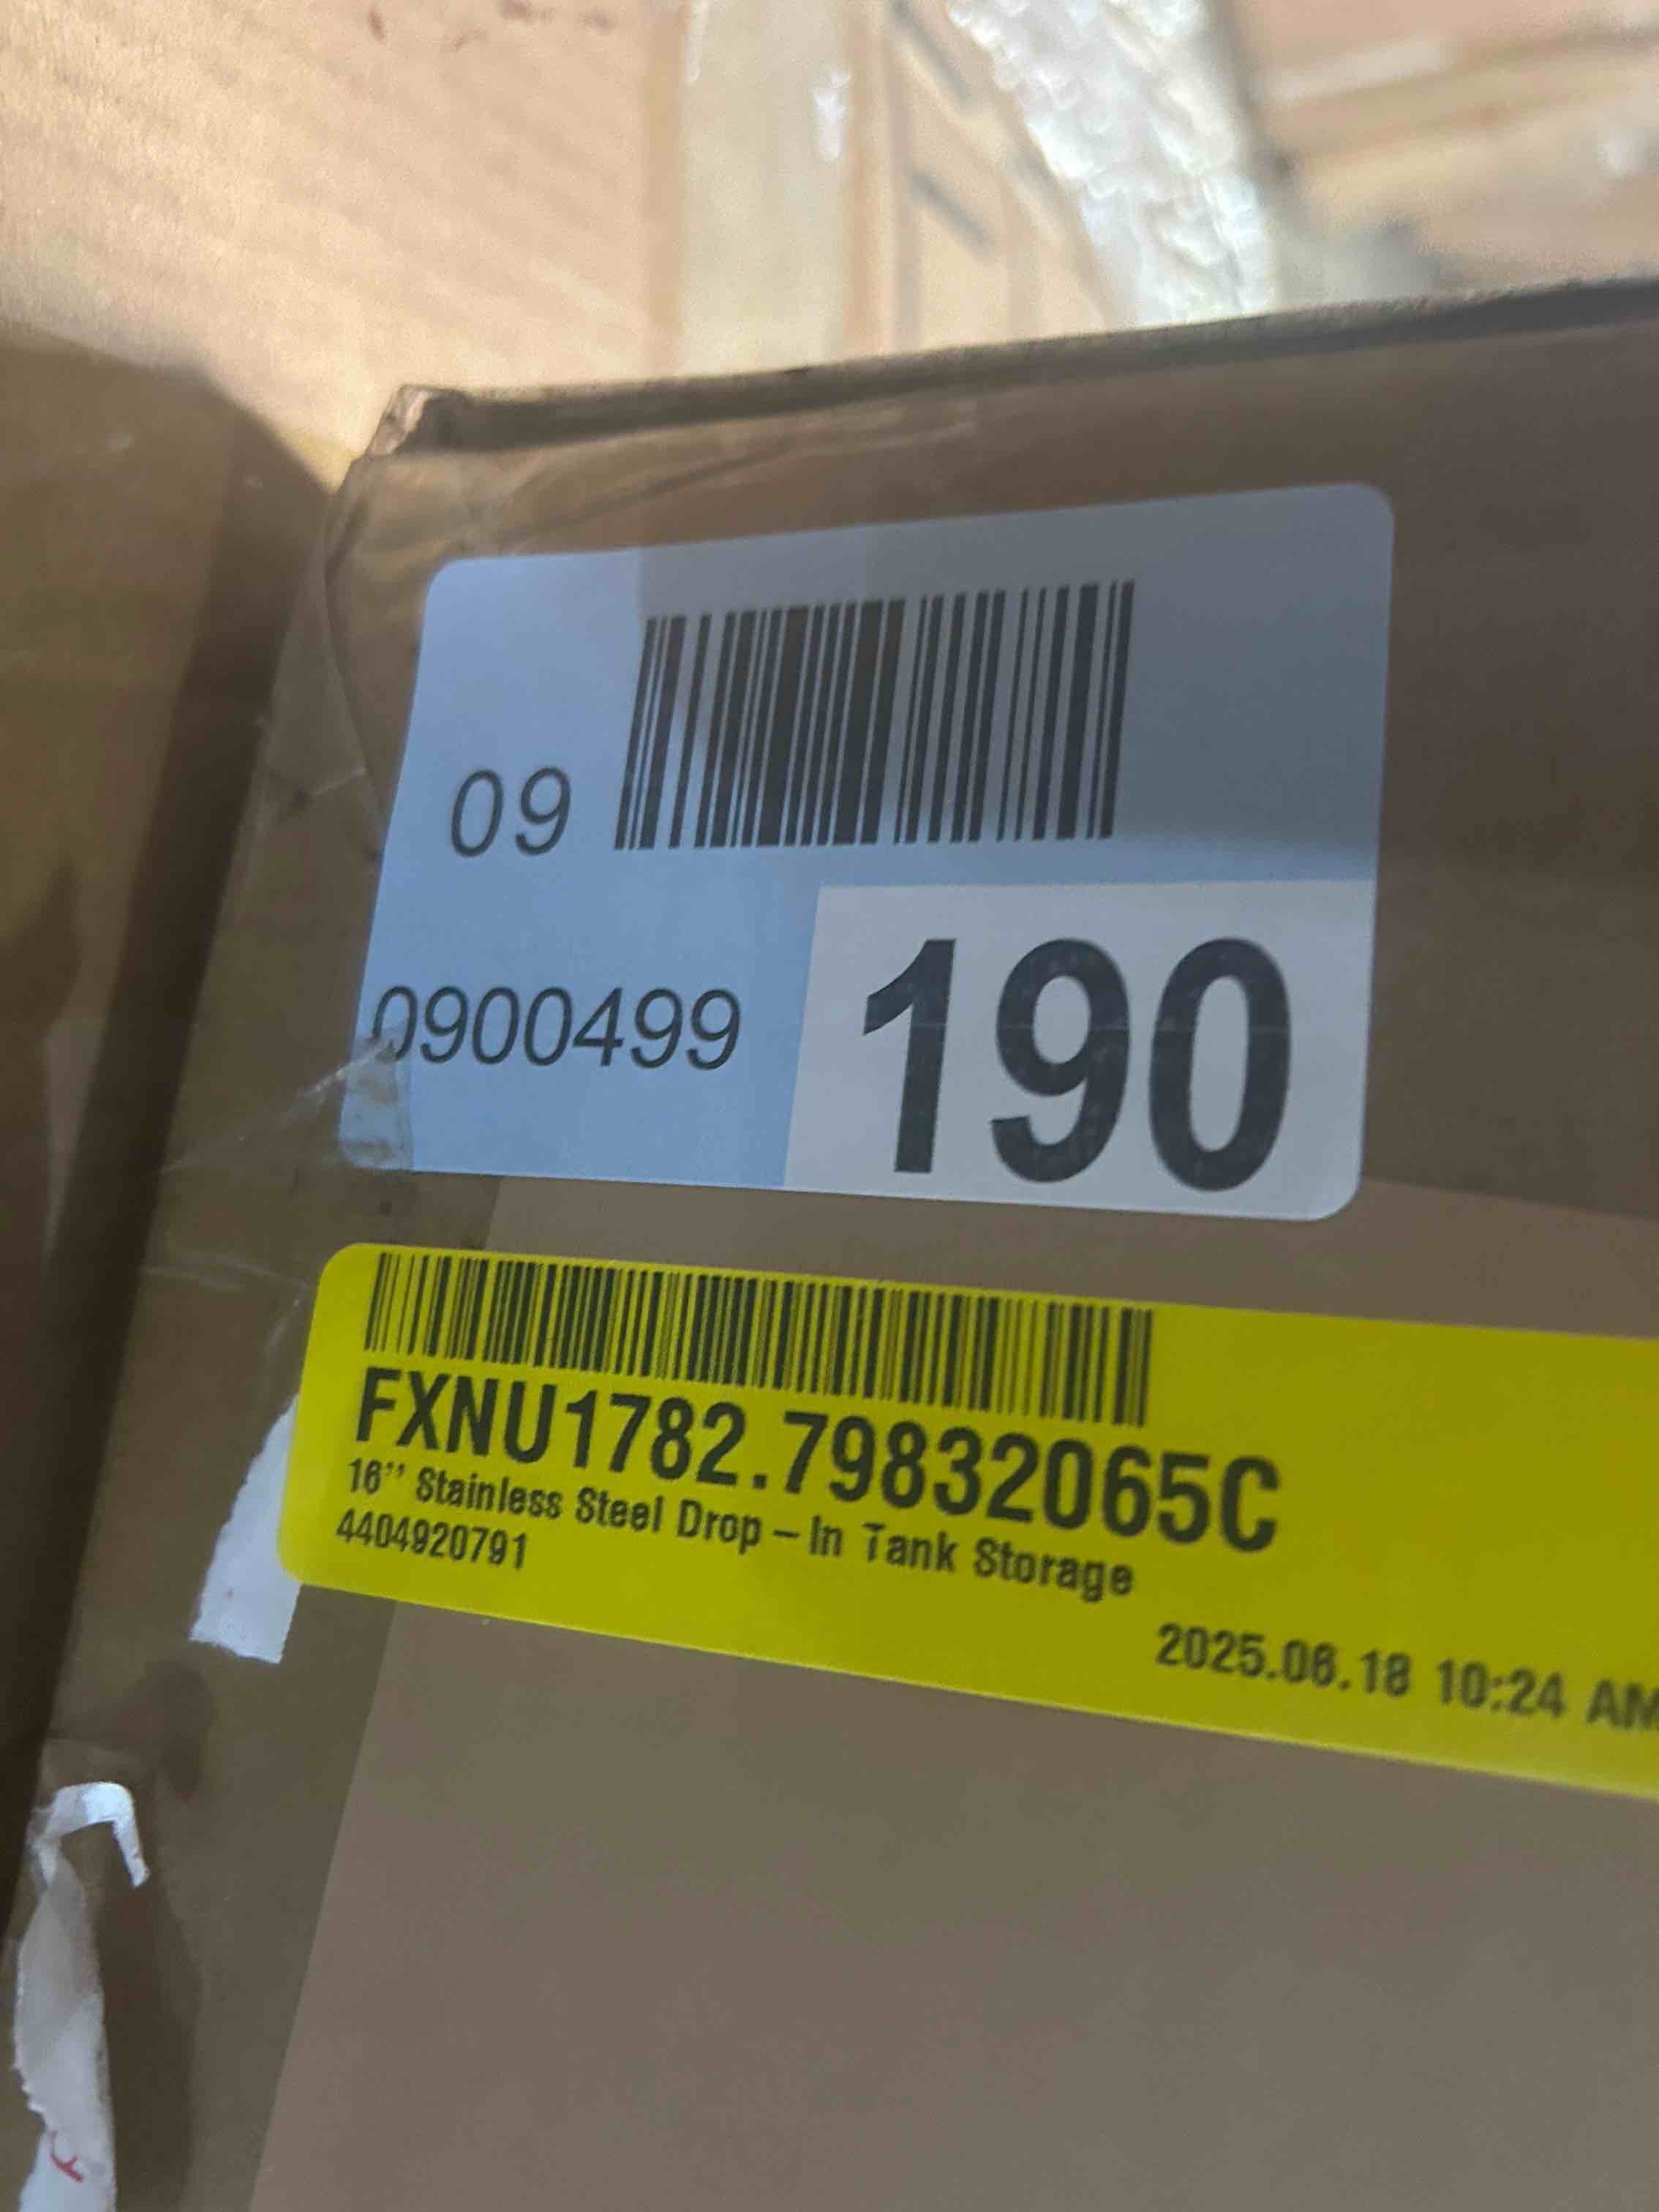 09
0900499
190
FXNU1782.79832065C
16'' Stainless Steel Drop-In Tank Storage
4404920791
2025.06.18 10:24 AM